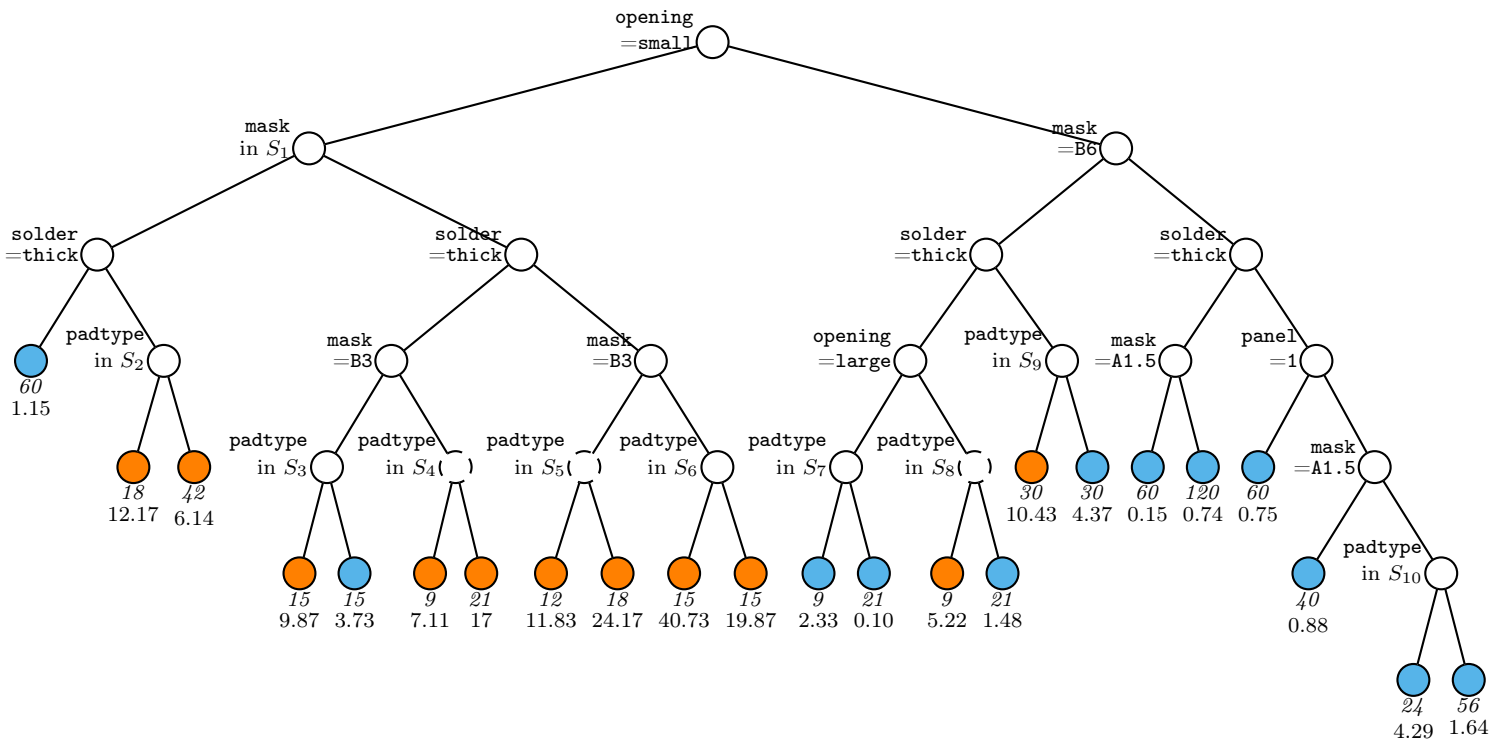 opening
=small
mask
in S₁
mask
=B6
solder
=thick
solder
=thick
solder
=thick
solder
=thick
60
1.15
padtype
in S₂
mask
=B3
mask
=B3
opening
=large
padtype
in S₉
mask
=A1.5
panel
=1
18
12.17
42
6.14
padtype
in S₃
padtype
in S₄
padtype
in S₅
padtype
in S₆
padtype
in S₇
padtype
in S₈
30
10.43
30
4.37
60
0.15
120
0.74
60
0.75
mask
=A1.5
15
9.87
15
3.73
9
7.11
21
17
12
11.83
18
24.17
15
40.73
15
19.87
9
2.33
21
0.10
9
5.22
21
1.48
40
0.88
padtype
in S₁₀
24
4.29
56
1.64